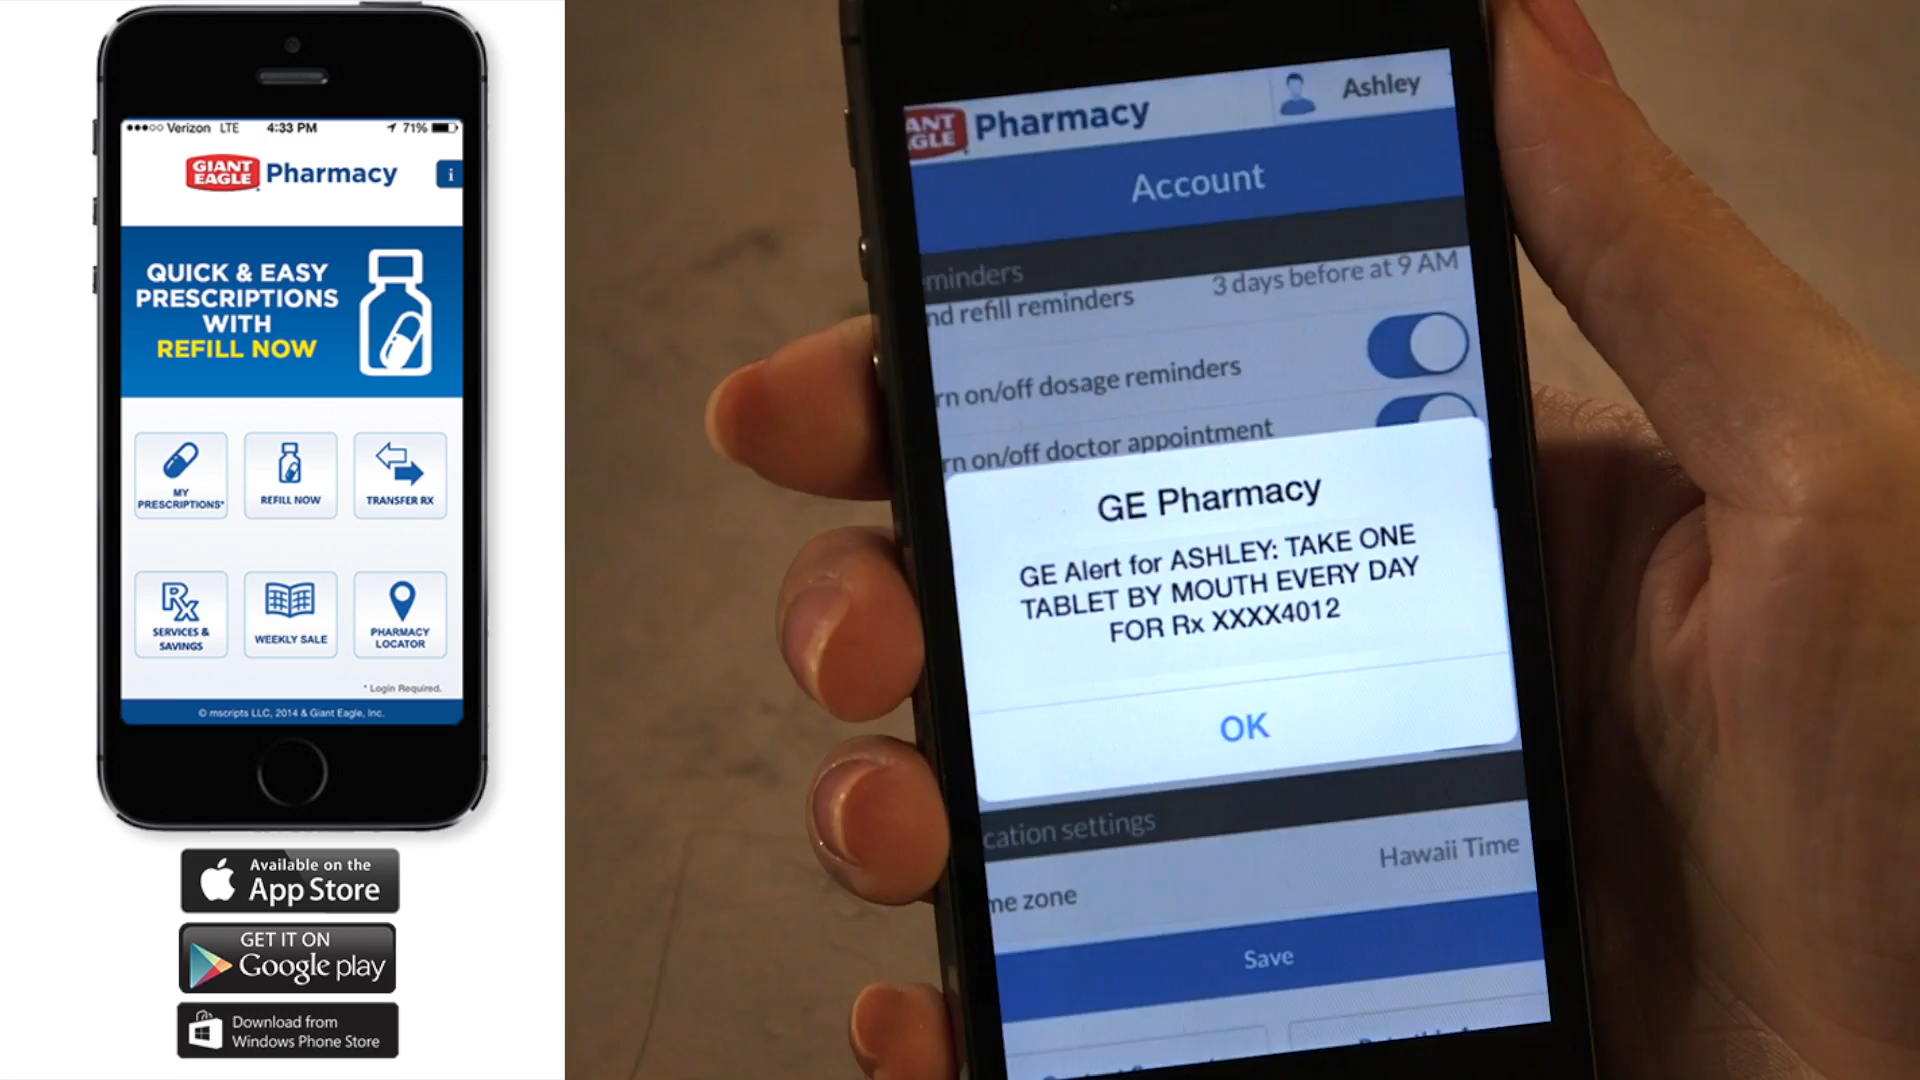 Verizon LTE 4:33 PM 71%
GIANT EAGLE Pharmacy i
QUICK & EASY
PRESCRIPTIONS
WITH
REFILL NOW
MY PRESCRIPTIONS*
REFILL NOW
TRANSFER RX
Rx
SERVICES & SAVINGS
WEEKLY SALE
PHARMACY LOCATOR
* Login Required.
© mscripts LLC, 2014 & Giant Eagle, Inc.
Available on the
App Store
GET IT ON
Google play
Download from
Windows Phone Store
ANT
GLE Pharmacy Ashley
Account
minders
nd refill reminders 3 days before at 9 AM
rn on/off dosage reminders
rn on/off doctor appointment
GE Pharmacy
GE Alert for ASHLEY: TAKE ONE
TABLET BY MOUTH EVERY DAY
FOR Rx XXXX4012
OK
cation settings
me zone Hawaii Time
Save